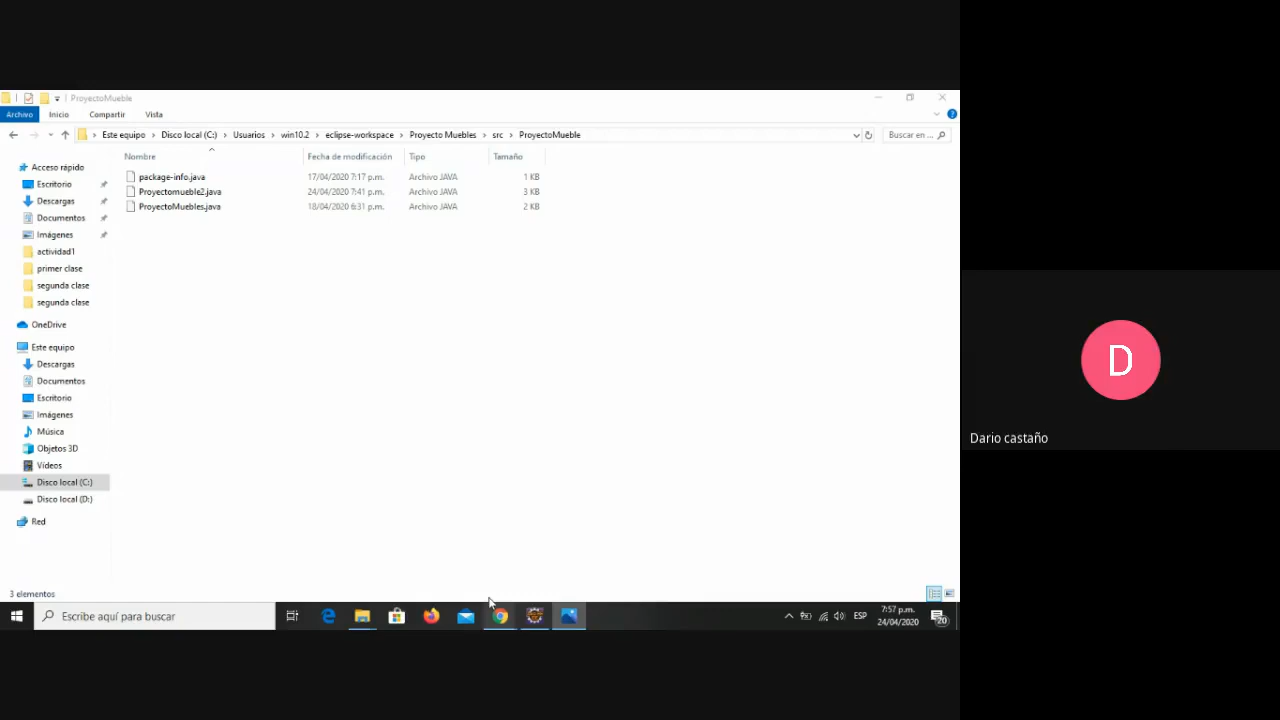 ProyectoMueble
Archivo Inicio Compartir Vista
Este equipo Disco local (C:) Usuarios win10.2 eclipse-workspace Proyecto Muebles src ProyectoMueble Buscar en ...
Nombre Fecha de modificación Tipo Tamaño
package-info.java 17/04/2020 7:17 p.m. Archivo JAVA 1 KB
Proyectomueble2.java 24/04/2020 7:41 p.m. Archivo JAVA 3 KB
ProyectoMuebles.java 18/04/2020 6:31 p.m. Archivo JAVA 2 KB
Acceso rápido
Escritorio
Descargas
Documentos
Imágenes
actividad1
primer clase
segunda clase
segunda clase
OneDrive
Este equipo
Descargas
Documentos
Escritorio
Imágenes
Música
Objetos 3D
Vídeos
Disco local (C:)
Disco local (D:)
Red
3 elementos
Escribe aquí para buscar
ESP
7:57 p.m.
24/04/2020
20
D
Dario castaño